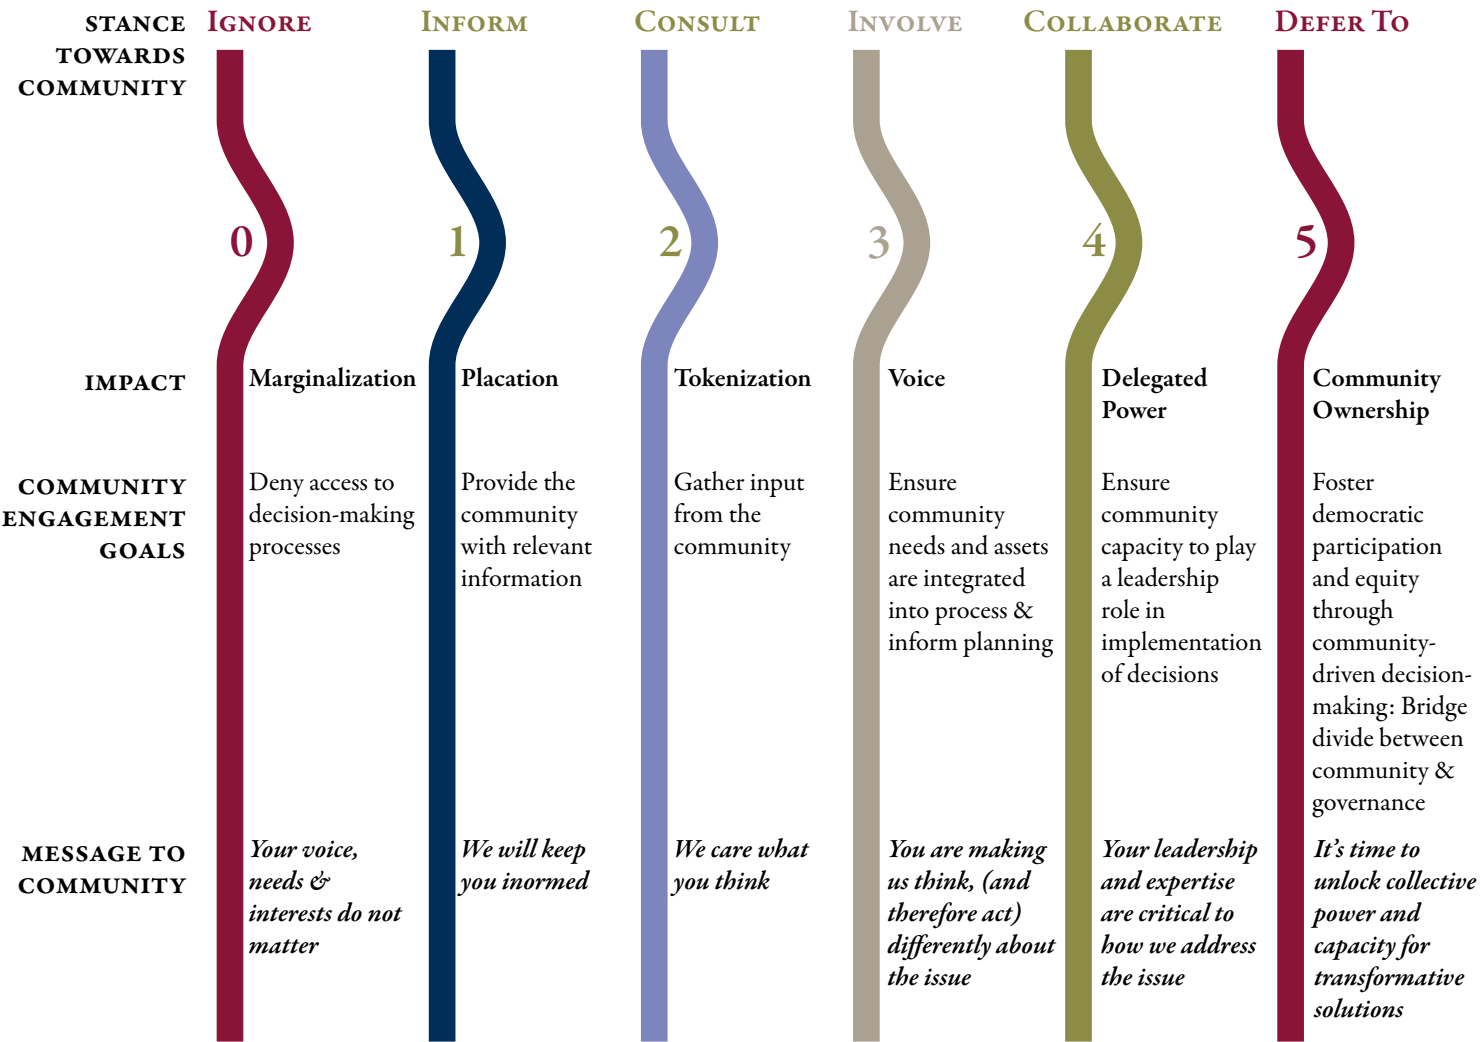 STANCE TOWARDS COMMUNITY
IGNORE
INFORM
CONSULT
INVOLVE
COLLABORATE
DEFER TO
0
1
2
3
4
5
IMPACT
Marginalization
Placation
Tokenization
Voice
Delegated
Power
Community
Ownership
COMMUNITY
ENGAGEMENT
GOALS
Deny access to
decision-making
processes
Provide the
community
with relevant
information
Gather input
from the
community
Ensure
community
needs and assets
are integrated
into process &
inform planning
Ensure
community
capacity to play
a leadership
role in
implementation
of decisions
Foster
democratic
participation
and equity
through
community-
driven decision-
making: Bridge
divide between
community &
governance
MESSAGE TO
COMMUNITY
Your voice,
needs &
interests do not
matter
We will keep
you inormed
We care what
you think
You are making
us think, (and
therefore act)
differently about
the issue
Your leadership
and expertise
are critical to
how we address
the issue
It's time to
unlock collective
power and
capacity for
transformative
solutions